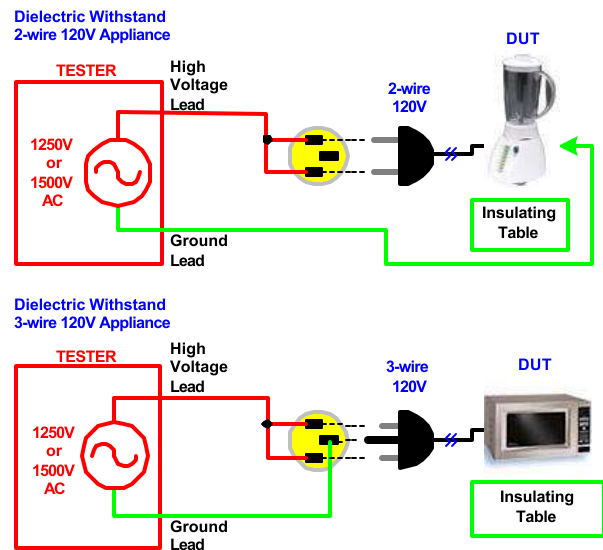 Dielectric Withstand
2-wire 120V Appliance
TESTER
High
Voltage
Lead
1250V
or
1500V
AC
Ground
Lead
2-wire
120V
DUT
Insulating
Table
Dielectric Withstand
3-wire 120V Appliance
TESTER
High
Voltage
Lead
1250V
or
1500V
AC
Ground
Lead
3-wire
120V
DUT
Insulating
Table